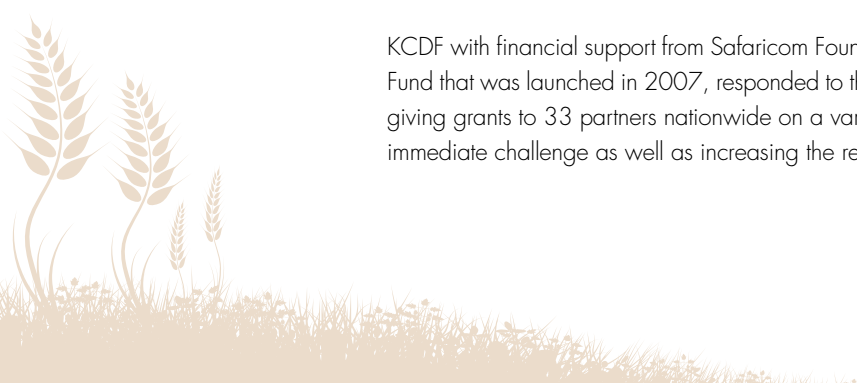 KCDF with financial support from Safaricom
Fund that was launched in 2007, responded to
giving grants to 33 partners nationwide on a
immediate challenge as well as increasing the